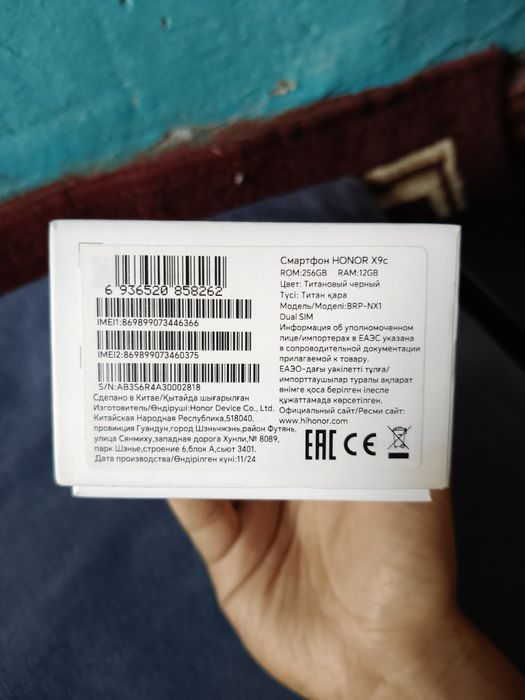 6 936520 858262
IMEI1:869899073446366
IMEI2:869899073460375
S/N:AB3S6R4A30002818
Сделано в Китае/Қытайда шығарылған
Изготовитель/Өндіруші:Honor Device Co., Ltd.
Китайская Народная Республика,518040,
провинция Гуандун,город Шэньчжэнь,район Футянь,
улица Сянмиху,западная дорога Хунли,№ 8089,
парк Шэнье,строение 6,блок A,сьют 3401.
Дата производства/Өндірілген күні:11/24
Смартфон HONOR X9c
ROM:256GB RAM:12GB
Цвет: Титановый черный
Түсі: Титан қара
Модель/Моделі:BRP-NX1
Dual SIM
Информация об уполномоченном
лице/импортерах в ЕАЭС указана
в сопроводительной документации
прилагаемой к товару.
ЕАЭО-дағы уәкілетті тұлға/
импорттаушылар туралы ақпарат
өнімге қоса берілген ілеспе
құжаттамада көрсетілген.
Официальный сайт/Ресми сайт:
www.hihonor.com
EAC CE